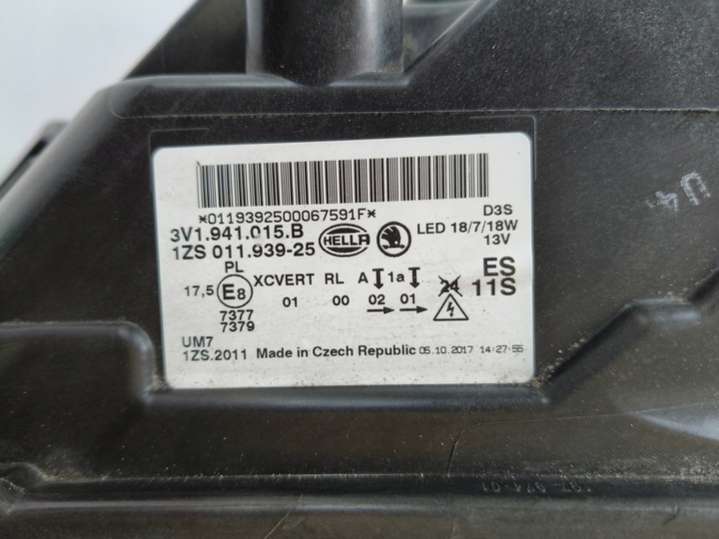 *0119392500067591F*
3V1.941.015.B
1ZS 011.939-25
HELLA
D3S
LED 18/7/18W
13V
PL
17,5 E8 XCVERT RL A 1a 24 ES
01 00 02 01 11S
7377
7379
UM7
1ZS.2011 Made in Czech Republic 05.10.2017 14:27:55